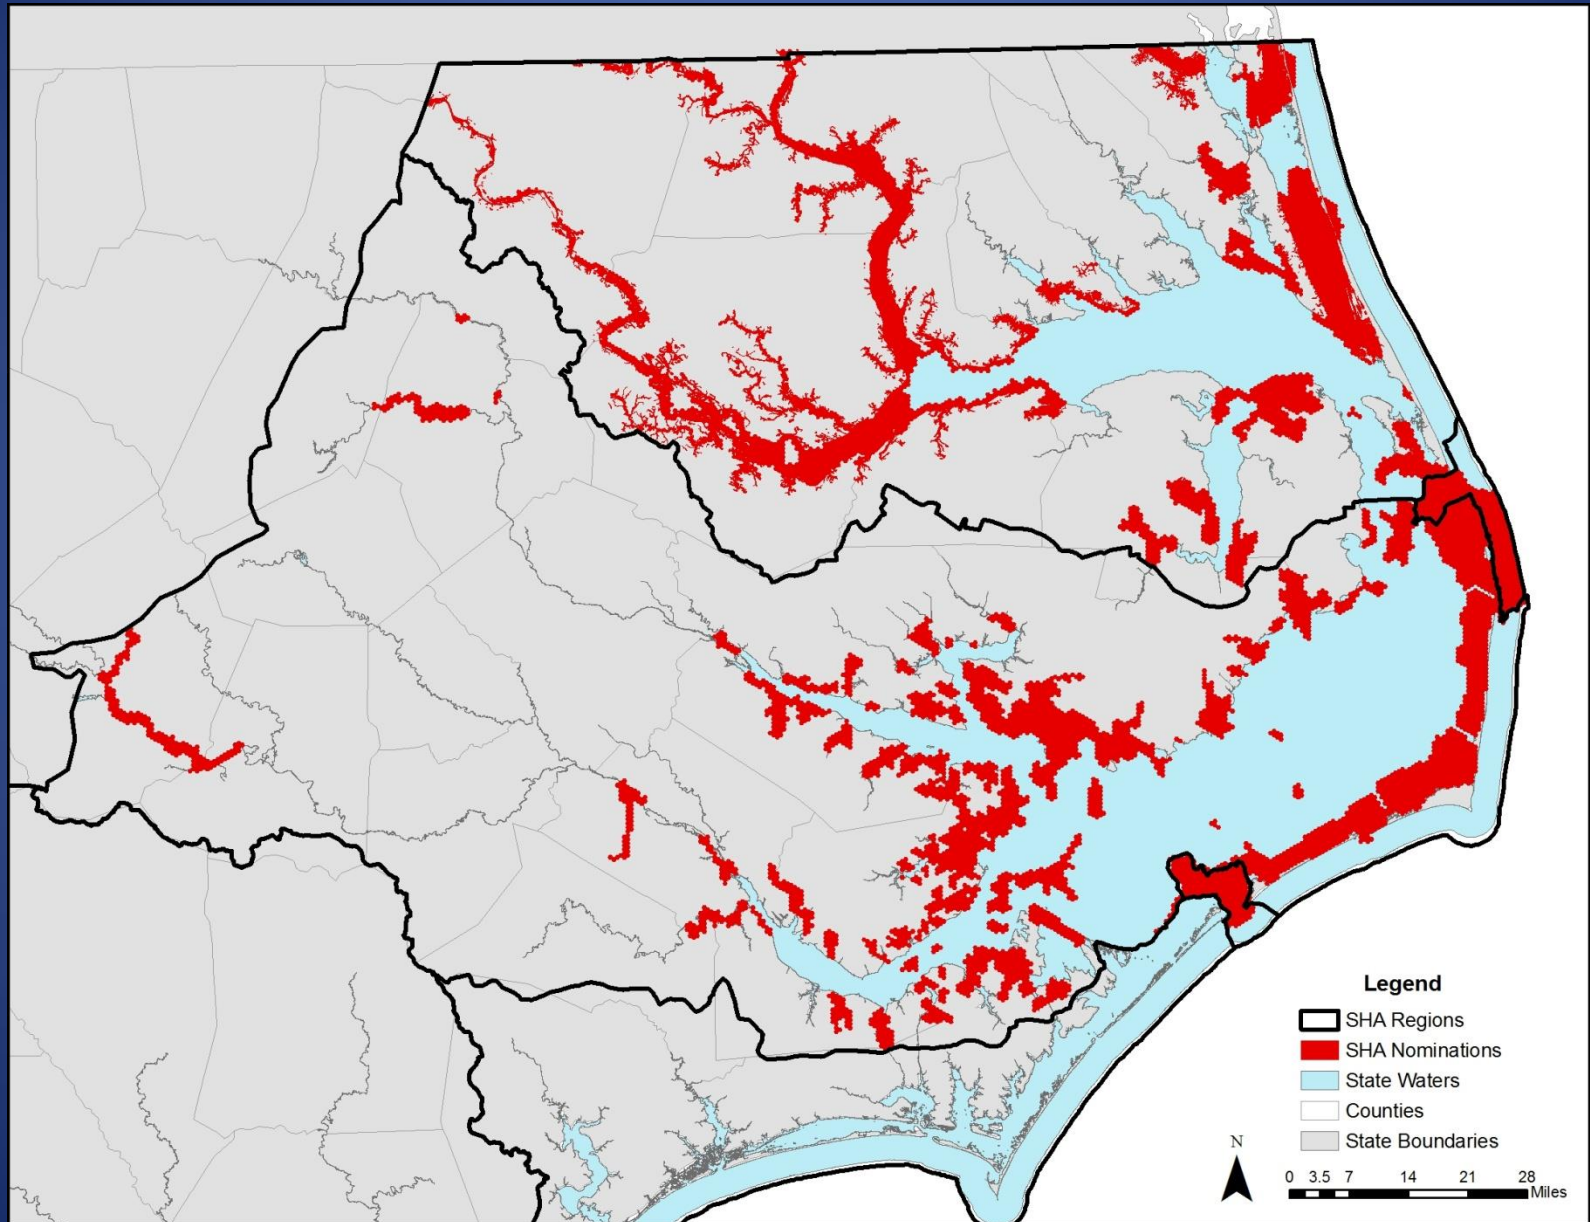 Legend
SHA Regions
SHA Nominations
State Waters
Counties
State Boundaries
N
0 3.5 7 14 21 28
Miles